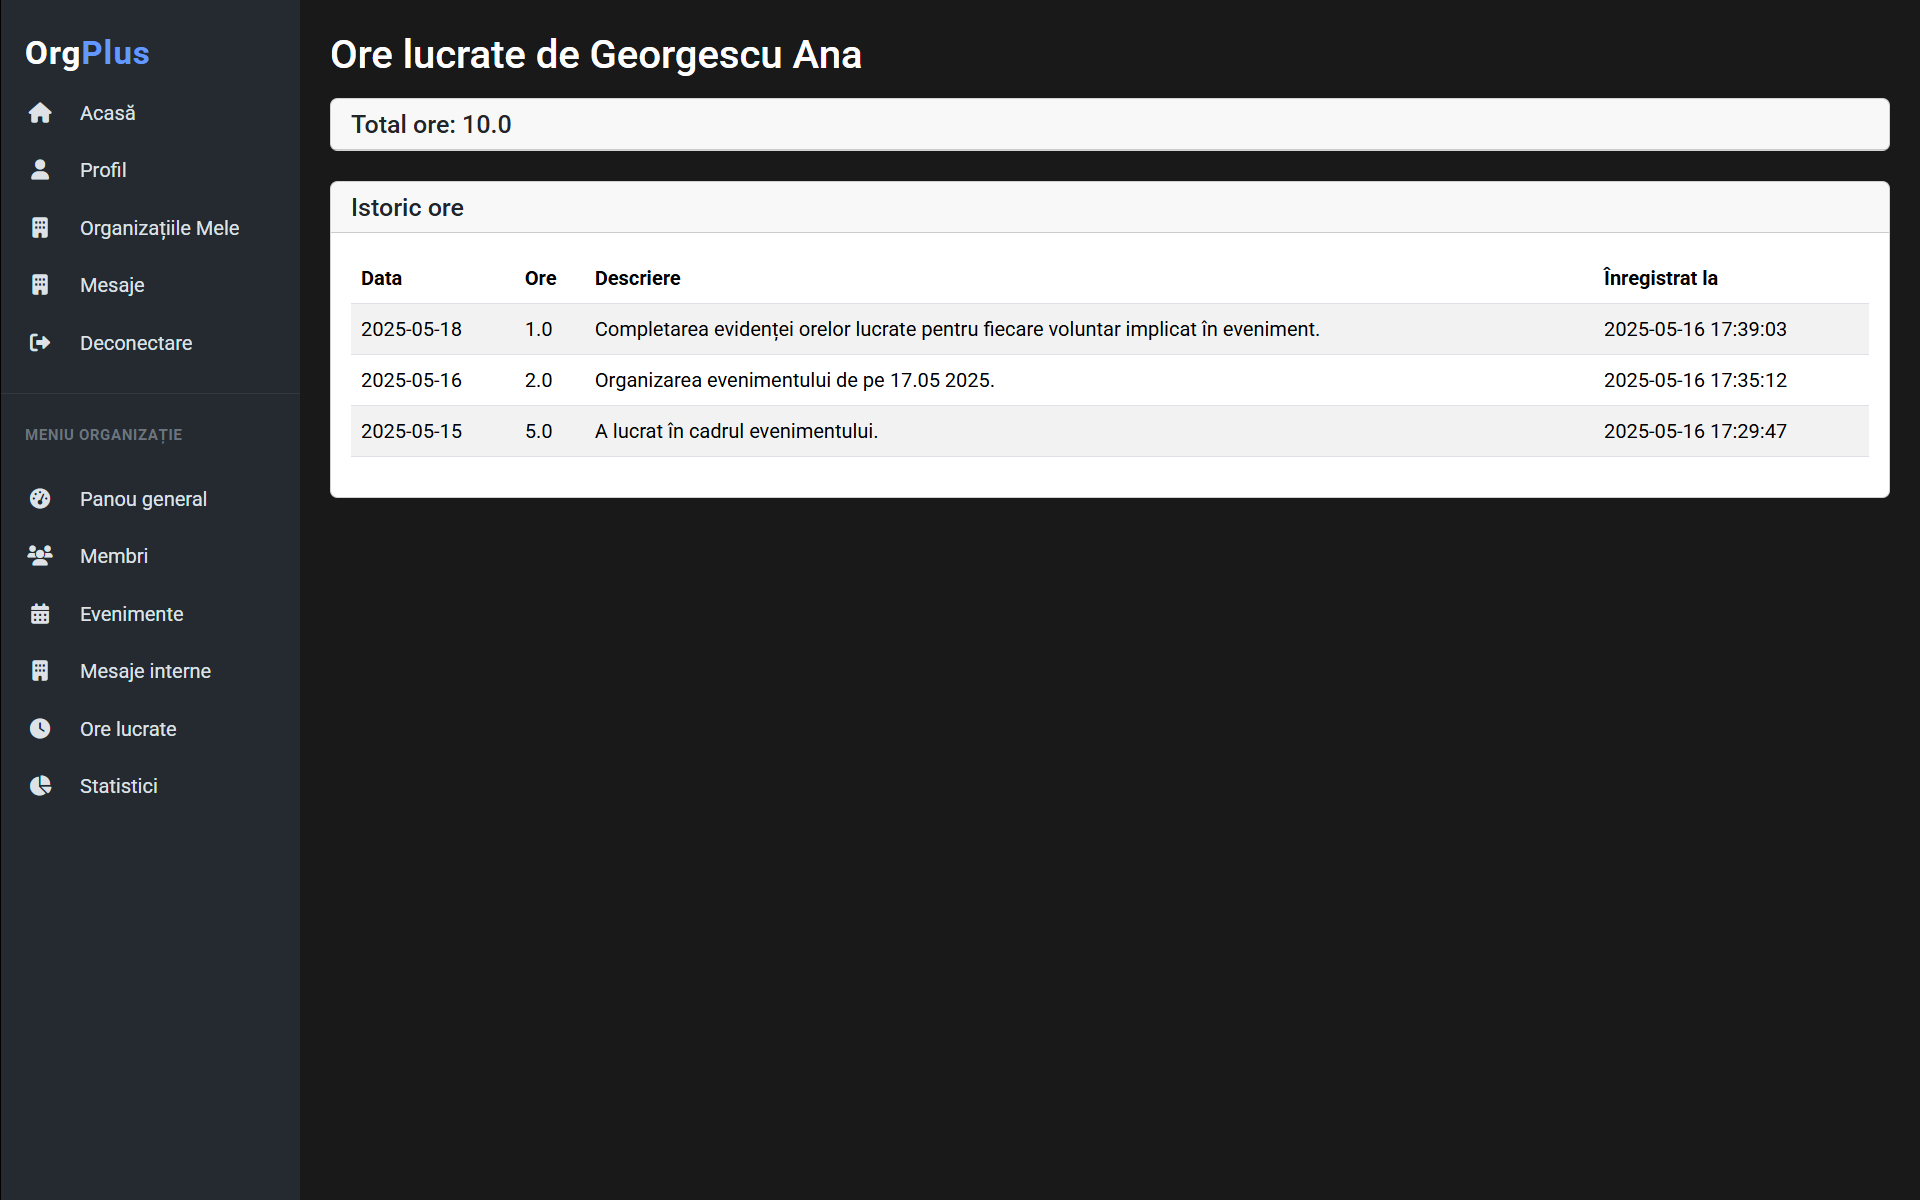 OrgPlus
Acasă
Profil
Organizațiile Mele
Mesaje
Deconectare
MENIU ORGANIZAȚIE
Panou general
Membri
Evenimente
Mesaje interne
Ore lucrate
Statistici
Ore lucrate de Georgescu Ana
Total ore: 10.0
Istoric ore
Data Ore Descriere Înregistrat la
2025-05-18 1.0 Completarea evidenței orelor lucrate pentru fiecare voluntar implicat în eveniment. 2025-05-16 17:39:03
2025-05-16 2.0 Organizarea evenimentului de pe 17.05 2025. 2025-05-16 17:35:12
2025-05-15 5.0 A lucrat în cadrul evenimentului. 2025-05-16 17:29:47